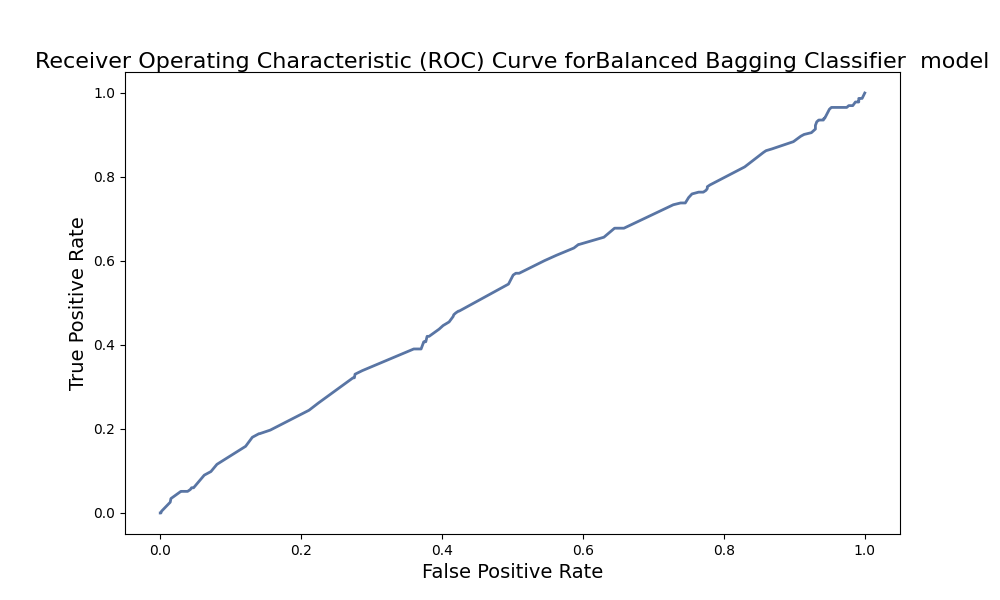 Receiver Operating Characteristic (ROC) Curve forBalanced Bagging Classifier  model
1.0
0.8
0.6
0.4
0.2
0.0
True Positive Rate
0.0 0.2 0.4 0.6 0.8 1.0
False Positive Rate